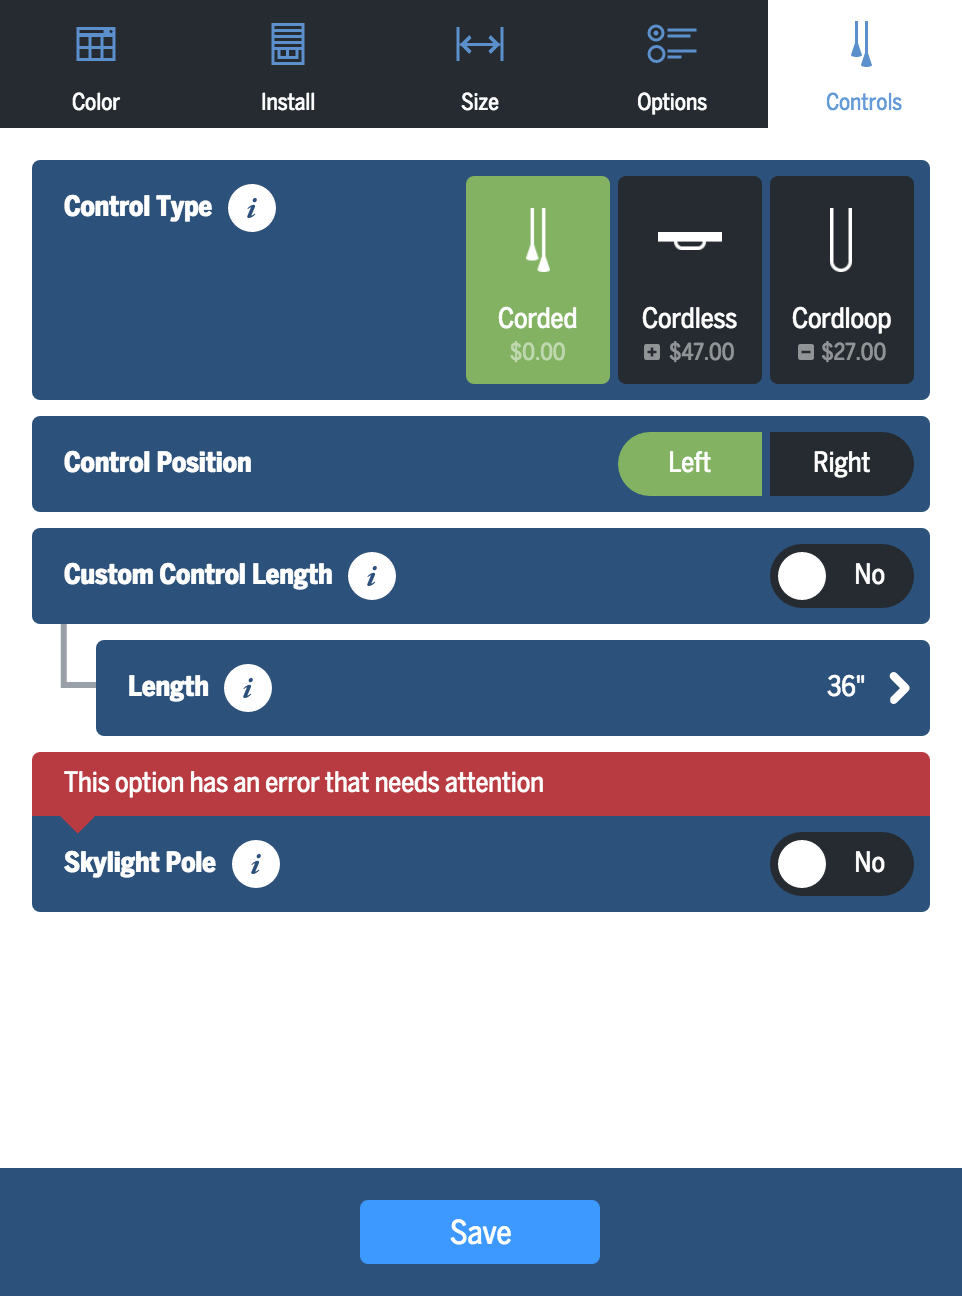 Color
Install
Size
Options
Controls
Control Type i
Corded
$0.00
Cordless
+ $47.00
Cordloop
- $27.00
Control Position
Left
Right
Custom Control Length i
No
Length i
36"
This option has an error that needs attention
Skylight Pole i
No
Save